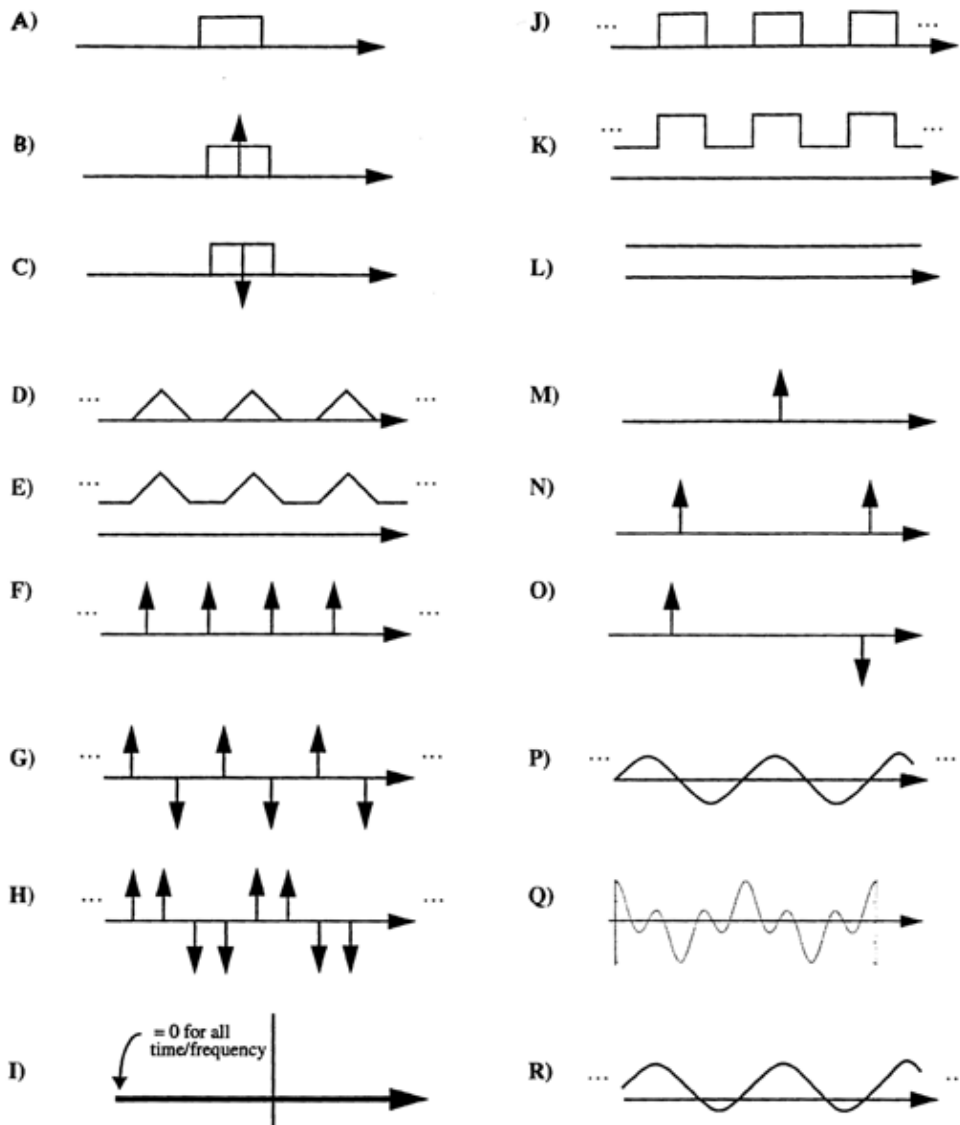 A)
...
B)
C)
... D) ...
... E) ...
F)
... ...
... G) ...
... H) ...
= 0 for all
time/frequency
I)
... J) ...
... K) ...
L)
M)
N)
O)
... P) ...
Q)
... R) ..